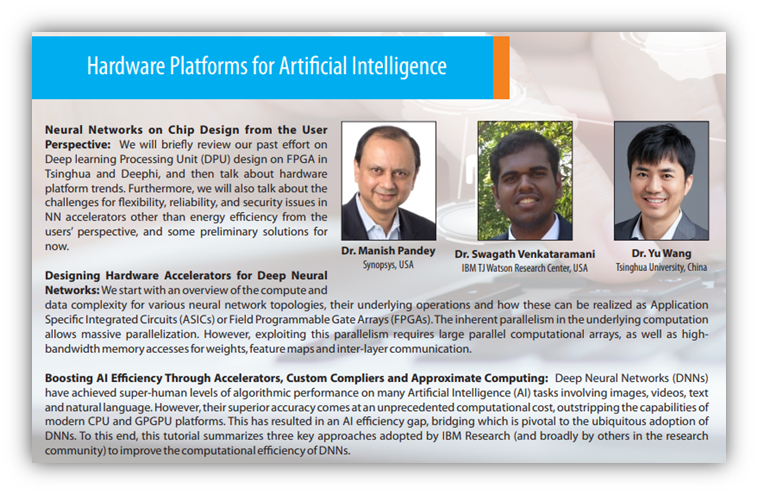 Hardware Platforms for Artificial Intelligence
Neural Networks on Chip Design from the User
Perspective: We will briefly review our past effort on
Deep learning Processing Unit (DPU) design on FPGA in
Tsinghua and Deephi, and then talk about hardware
platform trends. Furthermore, we will also talk about the
challenges for flexibility, reliability, and security issues in
NN accelerators other than energy efficiency from the
users' perspective, and some preliminary solutions for
now.
Dr. Manish Pandey
Synopsys, USA
Dr. Swagath Venkataramani
IBM TJ Watson Research Center, USA
Dr. Yu Wang
Tsinghua University, China
Designing Hardware Accelerators for Deep Neural
Networks: We start with an overview of the compute and
data complexity for various neural network topologies, their underlying operations and how these can be realized as Application
Specific Integrated Circuits (ASICs) or Field Programmable Gate Arrays (FPGAs). The inherent parallelism in the underlying computation
allows massive parallelization. However, exploiting this parallelism requires large parallel computational arrays, as well as high-
bandwidth memory accesses for weights, feature maps and inter-layer communication.
Boosting AI Efficiency Through Accelerators, Custom Compliers and Approximate Computing: Deep Neural Networks (DNNs)
have achieved super-human levels of algorithmic performance on many Artificial Intelligence (AI) tasks involving images, videos, text
and natural language. However, their superior accuracy comes at an unprecedented computational cost, outstripping the capabilities of
modern CPU and GPGPU platforms. This has resulted in an AI efficiency gap, bridging which is pivotal to the ubiquitous adoption of
DNNs. To this end, this tutorial summarizes three key approaches adopted by IBM Research (and broadly by others in the research
community) to improve the computational efficiency of DNNs.